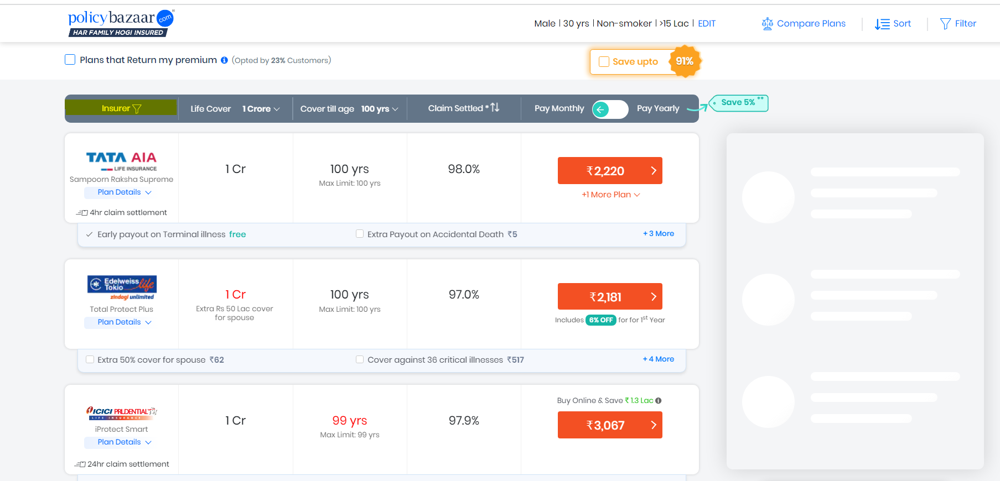 policybazaar.com
HAR FAMILY HOGI INSURED
Male | 30 yrs | Non-smoker | >15 Lac | EDIT
Compare Plans
Sort
Filter
Plans that Return my premium (Opted by 23% Customers)
Save upto 91%
Insurer
Life Cover 1 Crore
Cover till age 100 yrs
Claim Settled *
Pay Monthly
Pay Yearly
Save 5% **
TATA AIA
LIFE INSURANCE
Sampoorn Raksha Supreme
Plan Details
4hr claim settlement
1 Cr
100 yrs
Max Limit: 100 yrs
98.0%
₹2,220
+1 More Plan
Early payout on Terminal illness free
Extra Payout on Accidental Death ₹5
+ 3 More
Edelweiss
Tokio life
zindagi unlimited
Total Protect Plus
Plan Details
1 Cr
Extra Rs 50 Lac cover
for spouse
100 yrs
Max Limit: 100 yrs
97.0%
₹2,181
Includes 6% OFF for for 1st Year
Extra 50% cover for spouse ₹62
Cover against 36 critical illnesses ₹517
+ 4 More
ICICI PRUDENTIAL
LIFE INSURANCE
iProtect Smart
Plan Details
24hr claim settlement
1 Cr
99 yrs
Max Limit: 99 yrs
97.9%
Buy Online & Save ₹ 1.3 Lac
₹3,067